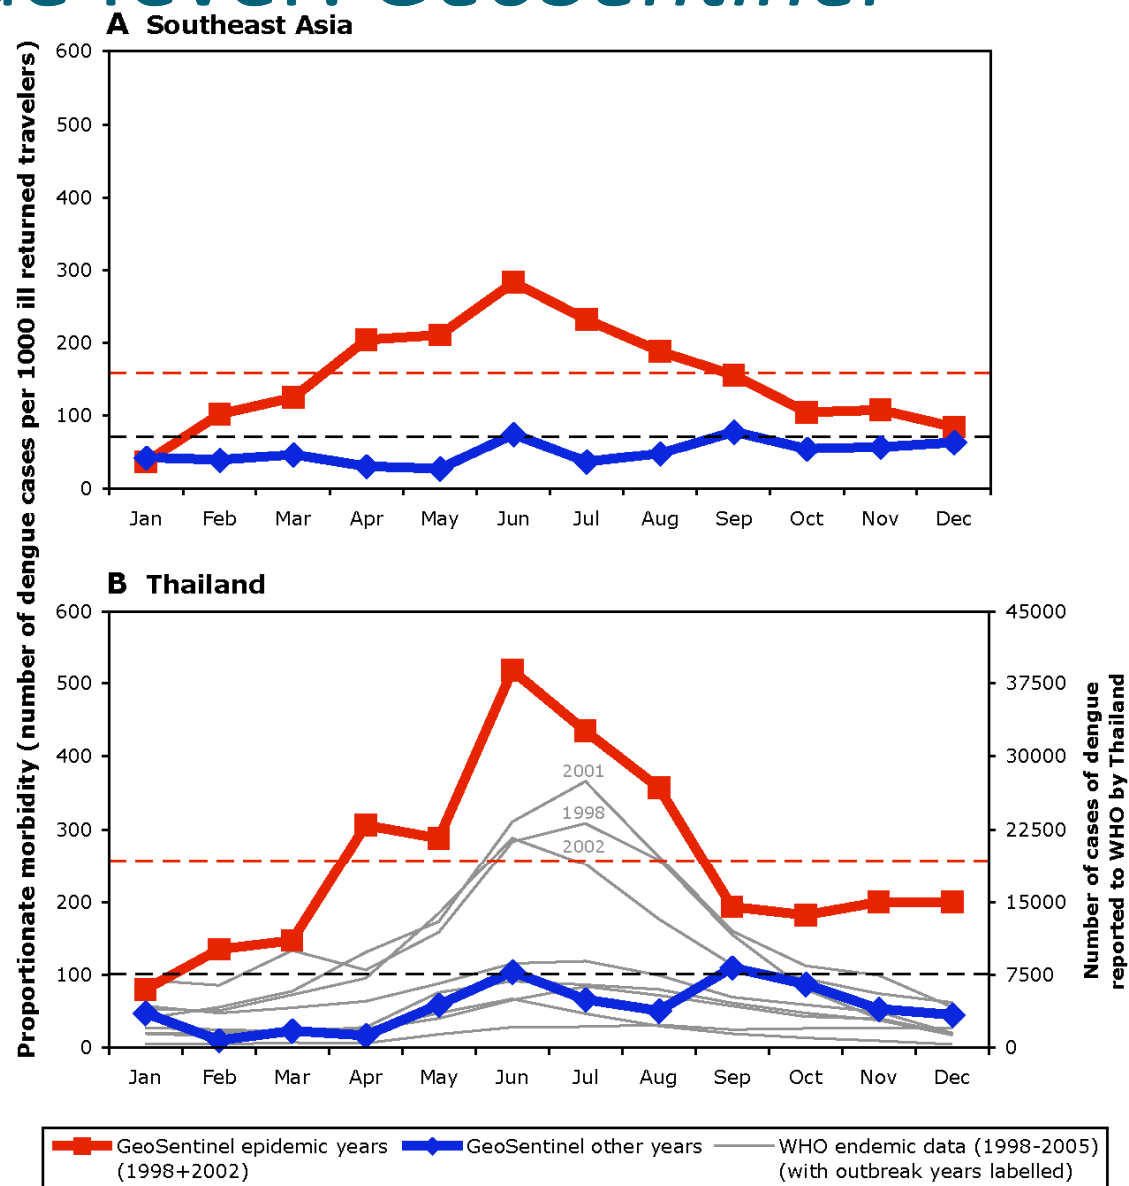 A Southeast Asia
Proportionate morbidity (number of dengue cases per 1000 ill returned travelers)
600
500
400
300
200
100
0
Jan Feb Mar Apr May Jun Jul Aug Sep Oct Nov Dec
B Thailand
600
500
400
300
200
100
0
2001
1998
2002
45000
37500
30000
22500
15000
7500
0
Number of cases of dengue
reported to WHO by Thailand
Jan Feb Mar Apr May Jun Jul Aug Sep Oct Nov Dec
GeoSentinel epidemic years
(1998+2002)
GeoSentinel other years
WHO endemic data (1998-2005)
(with outbreak years labelled)